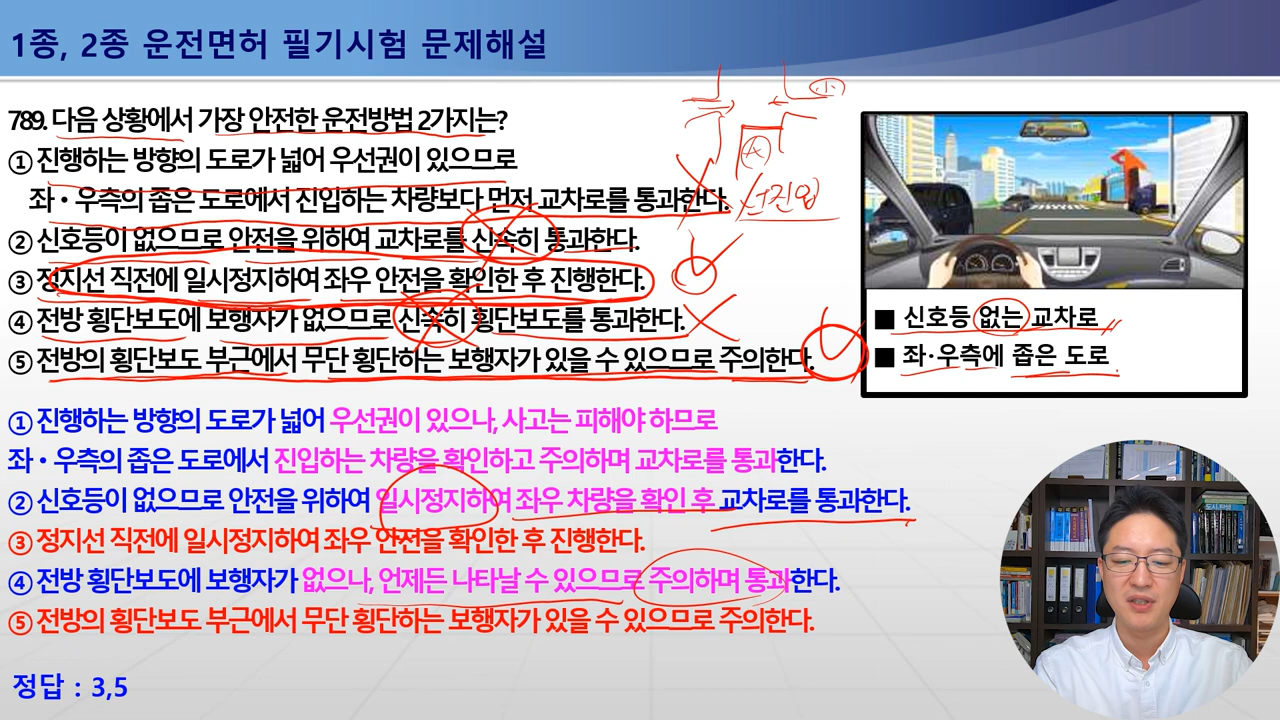 1종, 2종 운전면허 필기시험 문제해설
789. 다음 상황에서 가장 안전한 운전방법 2가지는?
① 진행하는 방향의 도로가 넓어 우선권이 있으므로
좌·우측의 좁은 도로에서 진입하는 차량보다 먼저 교차로를 통과한다.
② 신호등이 없으므로 안전을 위하여 교차로를 신속히 통과한다.
③ 정지선 직전에 일시정지하여 좌우 안전을 확인한 후 진행한다.
④ 전방 횡단보도에 보행자가 없으므로 신속히 횡단보도를 통과한다.
⑤ 전방의 횡단보도 부근에서 무단 횡단하는 보행자가 있을 수 있으므로 주의한다.
小
大
선진입
■ 신호등 없는 교차로
■ 좌·우측에 좁은 도로
① 진행하는 방향의 도로가 넓어 우선권이 있으나, 사고는 피해야 하므로
좌·우측의 좁은 도로에서 진입하는 차량을 확인하고 주의하며 교차로를 통과한다.
② 신호등이 없으므로 안전을 위하여 일시정지하여 좌우 차량을 확인 후 교차로를 통과한다.
③ 정지선 직전에 일시정지하여 좌우 안전을 확인한 후 진행한다.
④ 전방 횡단보도에 보행자가 없으나, 언제든 나타날 수 있으므로 주의하며 통과한다.
⑤ 전방의 횡단보도 부근에서 무단 횡단하는 보행자가 있을 수 있으므로 주의한다.
정답 : 3,5